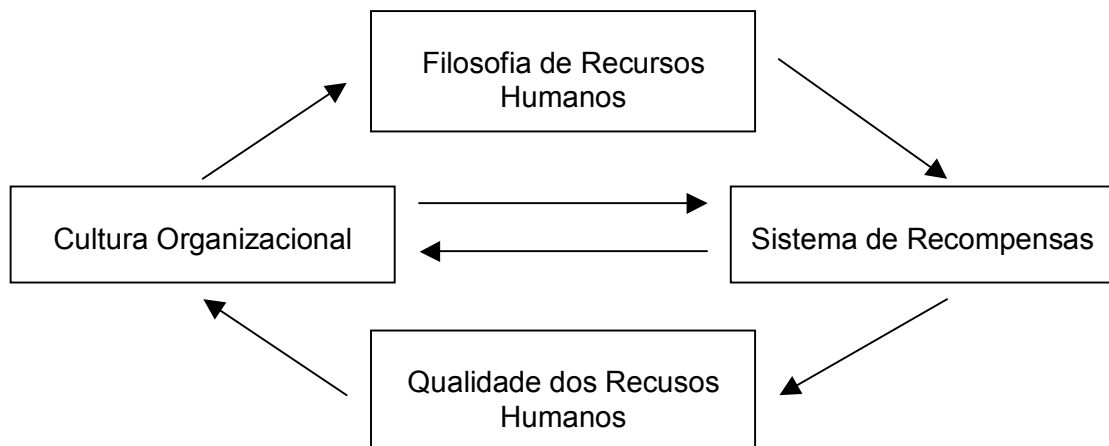 Filosofia de Recursos
Humanos
Cultura Organizacional
Sistema de Recompensas
Qualidade dos Recusos
Humanos